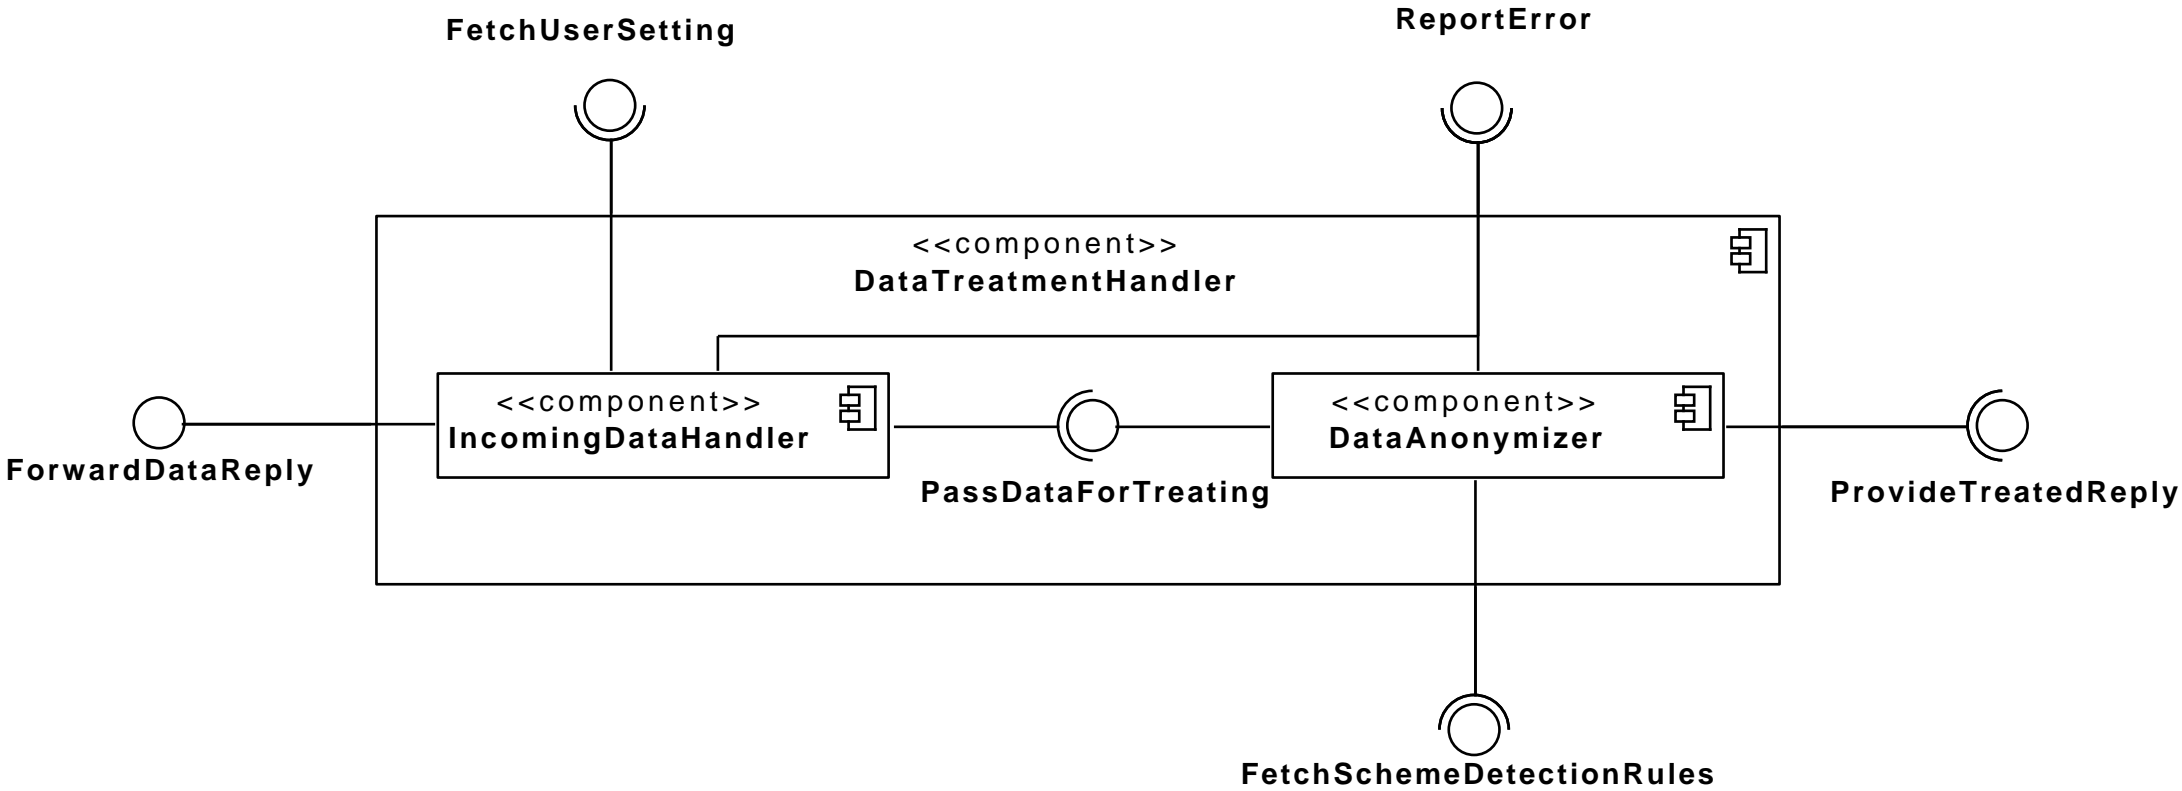 FetchUserSetting
ReportError
<<component>>
DataTreatmentHandler
<<component>>
IncomingDataHandler
<<component>>
DataAnonymizer
ForwardDataReply
PassDataForTreating
ProvideTreatedReply
FetchSchemeDetectionRules